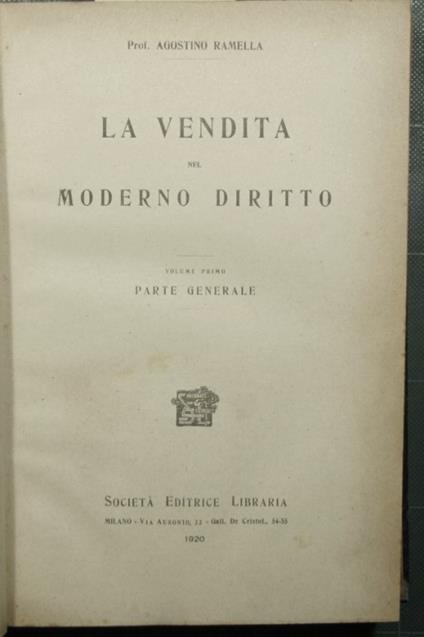 Prof. AGOSTINO RAMELLA
LA VENDITA
NEL
MODERNO DIRITTO
VOLUME PRIMO
PARTE GENERALE
SOCIETÀ EDITRICE LIBRARIA
MILANO - VIA AUSONIO, 22 - Gall. De Cristof., 54-55
1920